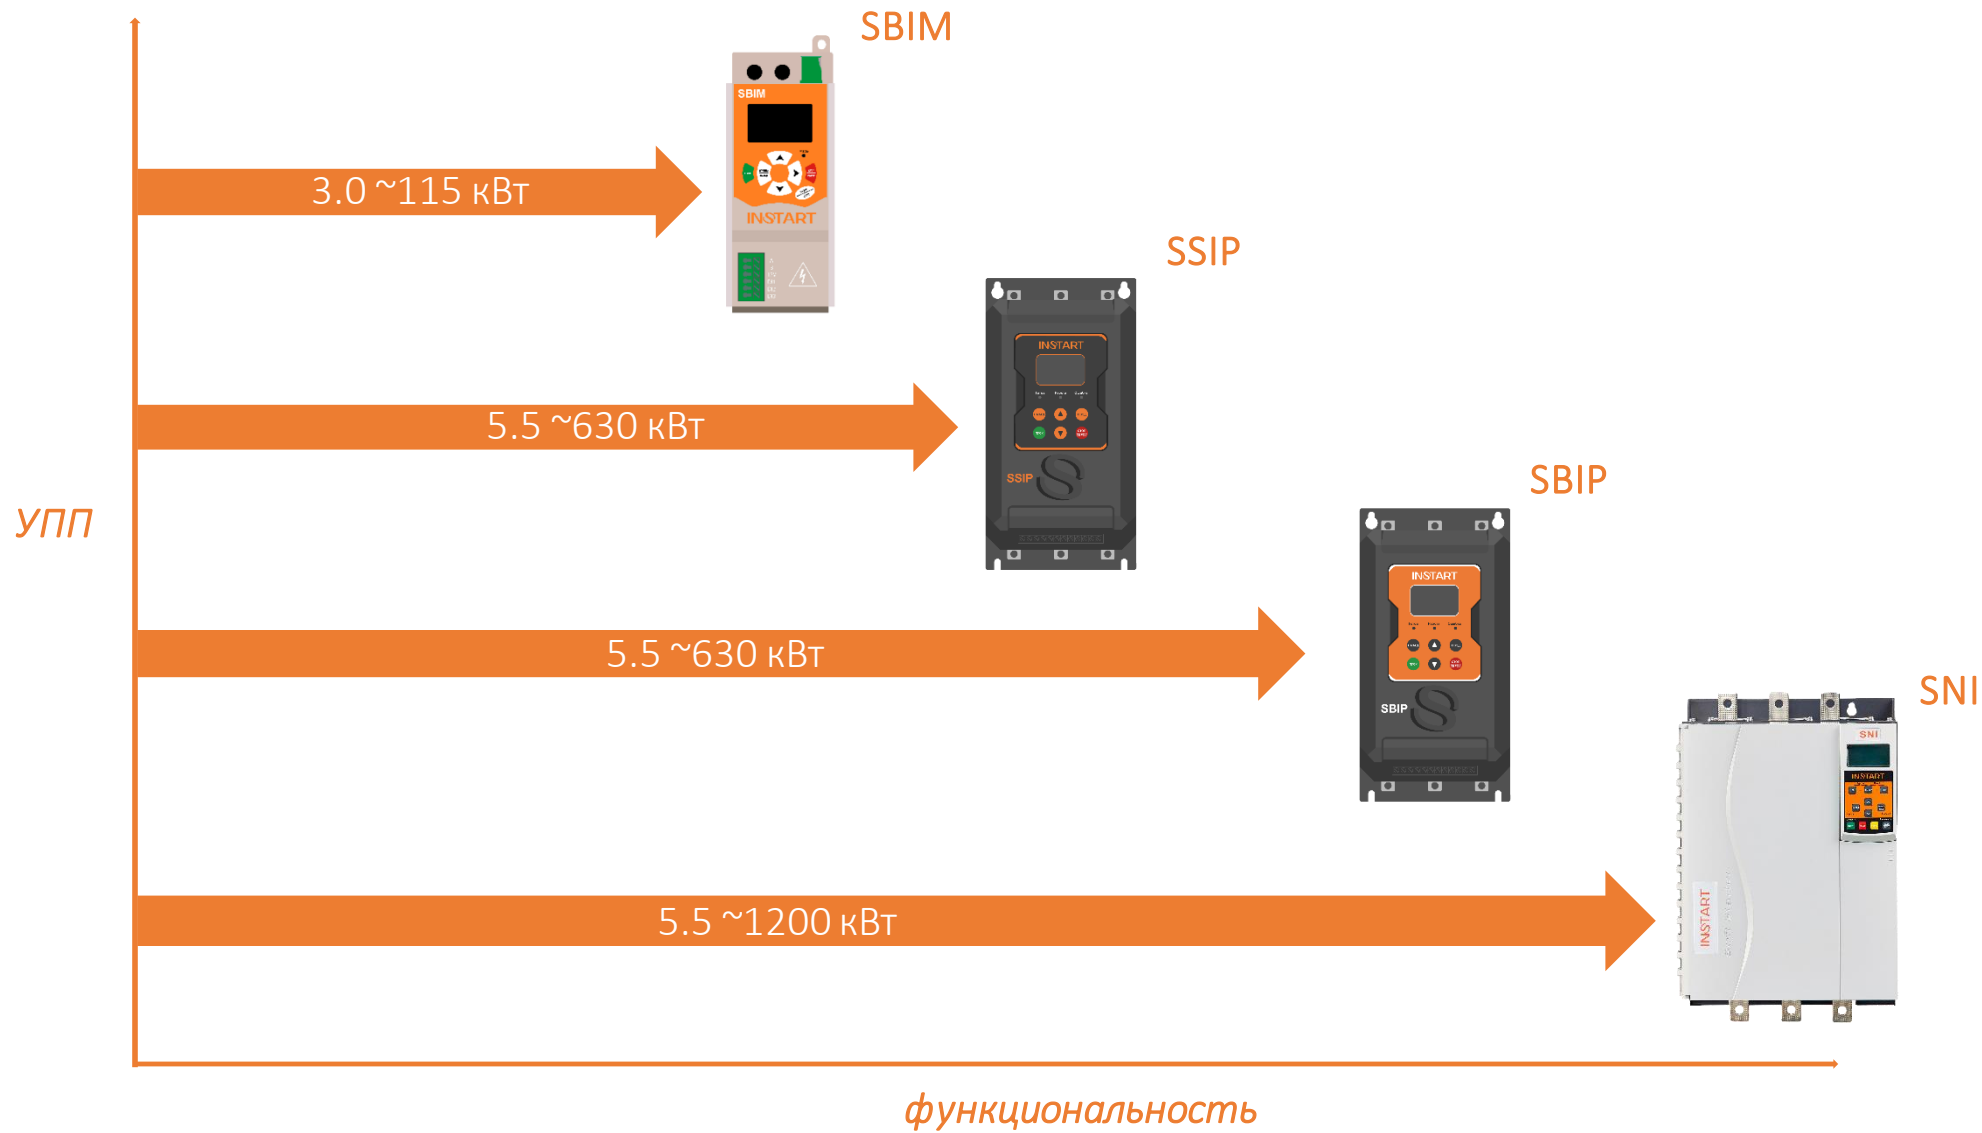 SBIM
SBIM
3.0 ~115 кВт
INSTART
SSIP
INSTART
5.5 ~630 кВт
SSIP
SBIP
УПП
INSTART
5.5 ~630 кВт
SBIP
SNI
SNI
INSTART
5.5 ~1200 кВт
INSTART
функциональность